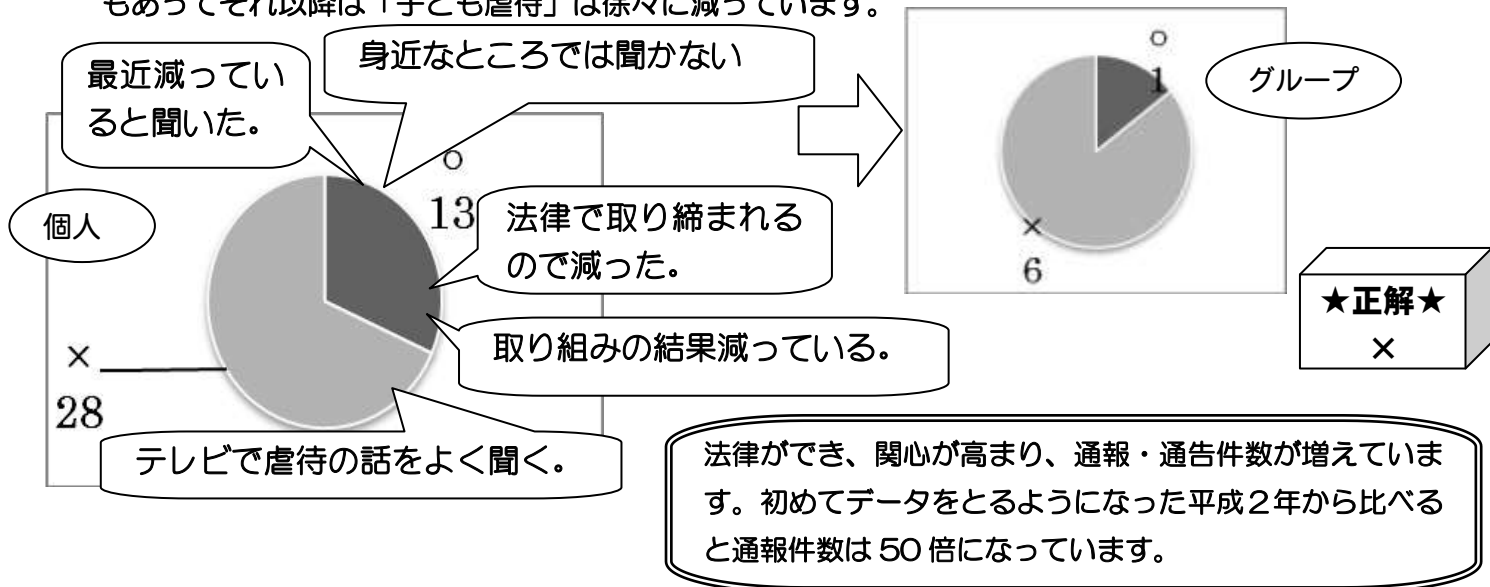 もあってそれ以降は「子ども虐待」は徐々に減っています。
身近なところでは聞かない
最近減ってい
ると聞いた。
○
1
グループ
×
6
個人
○
13
法律で取り締まれる
ので減った。
取り組みの結果減っている。
×
28
テレビで虐待の話をよく聞く。
★正解★
×
法律ができ、関心が高まり、通報・通告件数が増えていま
す。初めてデータをとるようになった平成２年から比べる
と通報件数は 50 倍になっています。